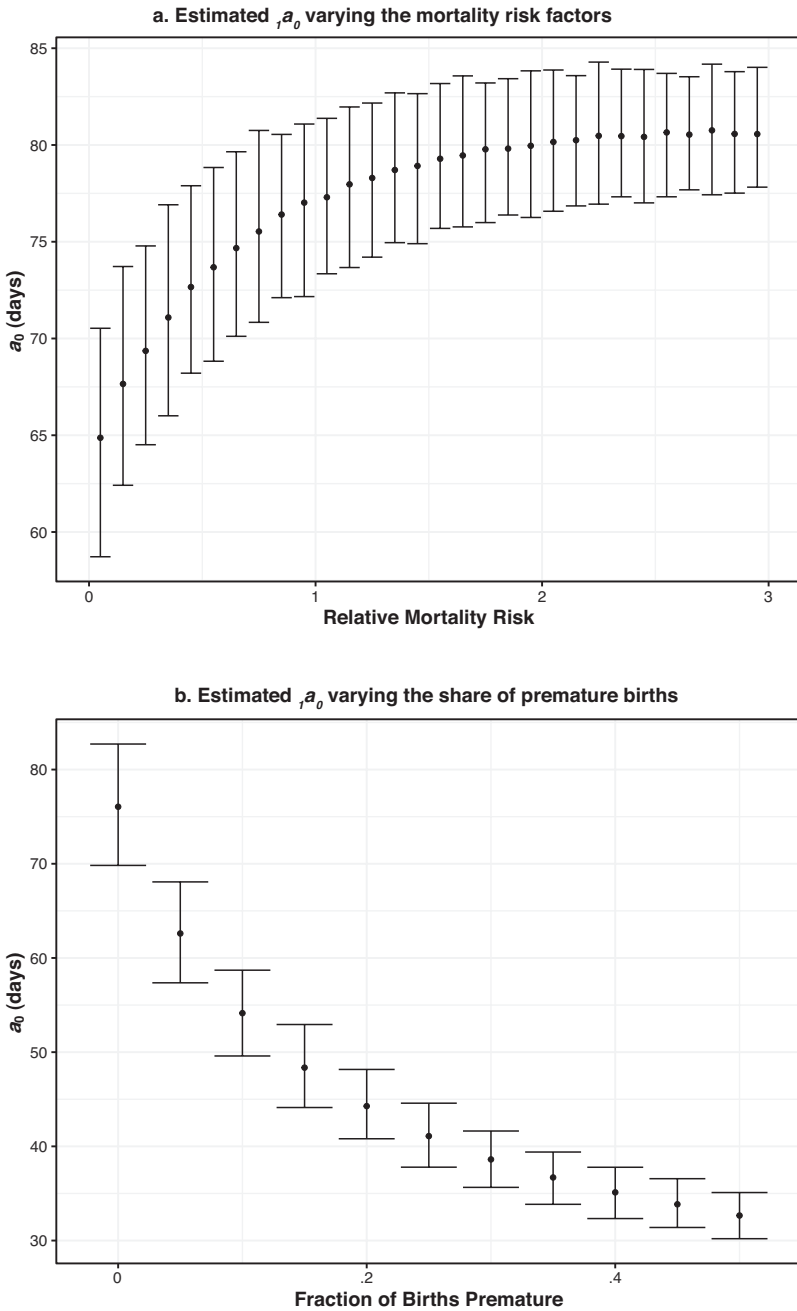 a. Estimated ₁a₀ varying the mortality risk factors
85
80
75
70
65
60
a₀ (days)
0 1 2 3
Relative Mortality Risk
b. Estimated ₁a₀ varying the share of premature births
80
70
60
50
40
30
a₀ (days)
0 .2 .4
Fraction of Births Premature